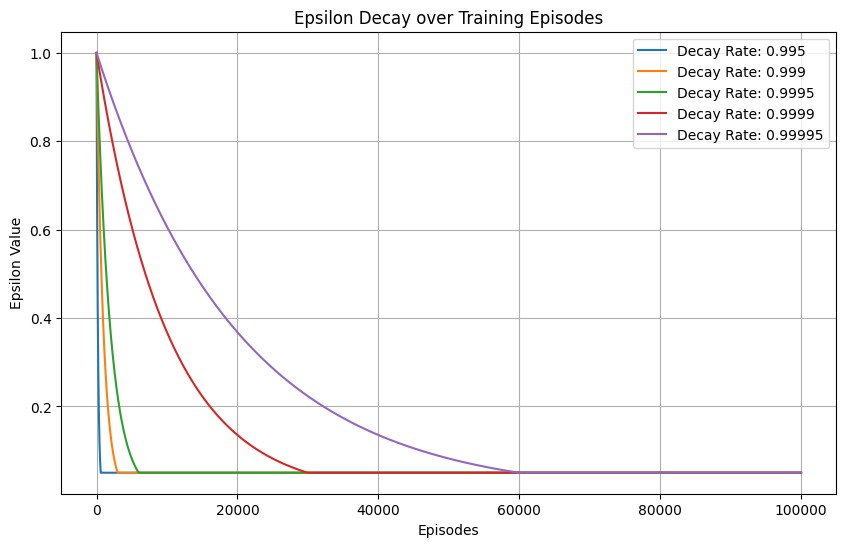 Epsilon Decay over Training Episodes
Decay Rate: 0.995
Decay Rate: 0.999
Decay Rate: 0.9995
Decay Rate: 0.9999
Decay Rate: 0.99995
Epsilon Value
1.0
0.8
0.6
0.4
0.2
0 20000 40000 60000 80000 100000
Episodes